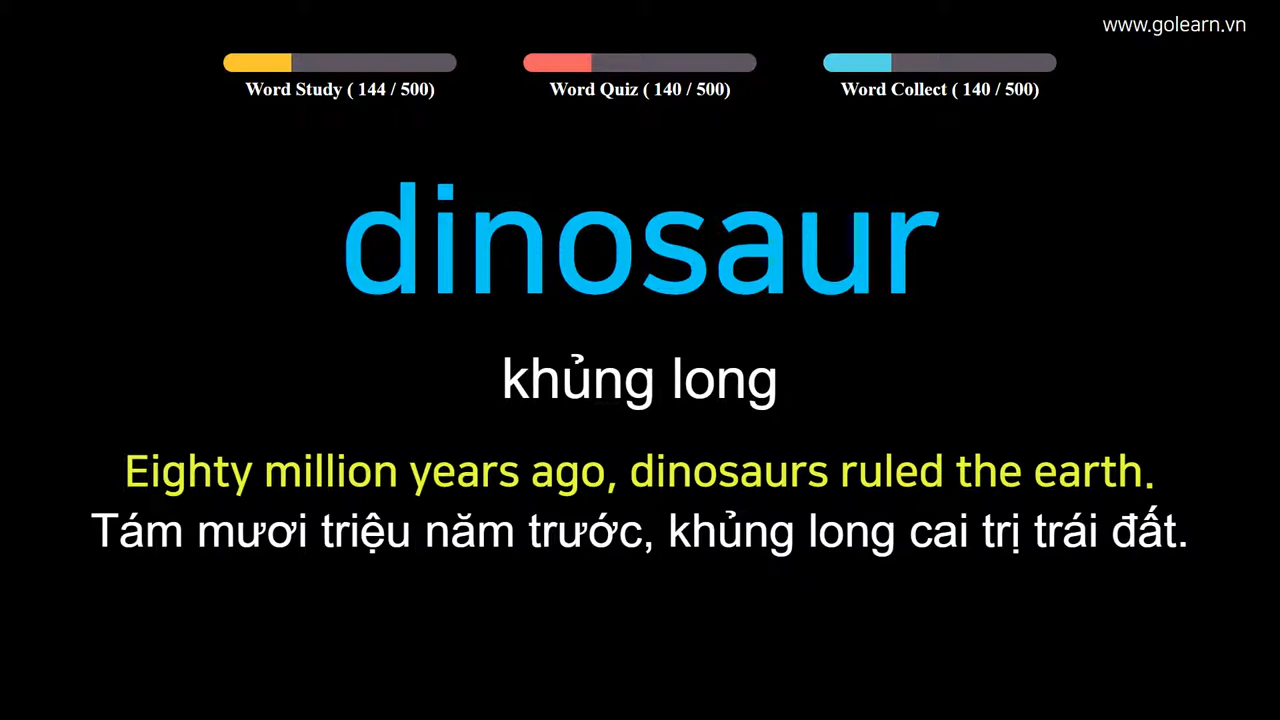 www.golearn.vn
Word Study ( 144 / 500) Word Quiz ( 140 / 500) Word Collect ( 140 / 500)
dinosaur
khủng long
Eighty million years ago, dinosaurs ruled the earth.
Tám mươi triệu năm trước, khủng long cai trị trái đất.